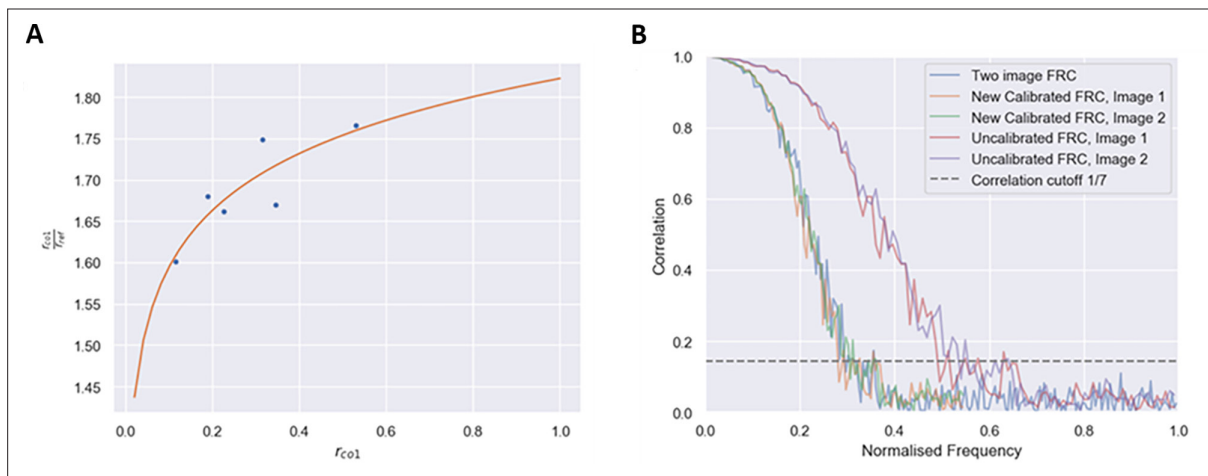 A
1.80
1.75
1.70
1.65
1.60
1.55
1.50
1.45
r_co1
r_ref
0.0 0.2 0.4 0.6 0.8 1.0
r_co1
B
1.0
0.8
0.6
0.4
0.2
0.0
Correlation
Two image FRC
New Calibrated FRC, Image 1
New Calibrated FRC, Image 2
Uncalibrated FRC, Image 1
Uncalibrated FRC, Image 2
Correlation cutoff 1/7
0.0 0.2 0.4 0.6 0.8 1.0
Normalised Frequency